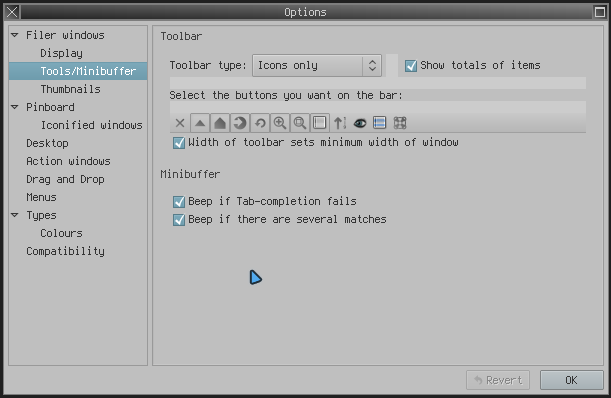 Options
Filer windows
Display
Tools/Minibuffer
Thumbnails
Pinboard
Iconified windows
Desktop
Action windows
Drag and Drop
Menus
Types
Colours
Compatibility
Toolbar
Toolbar type: Icons only Show totals of items
Select the buttons you want on the bar:
Width of toolbar sets minimum width of window
Minibuffer
Beep if Tab-completion fails
Beep if there are several matches
Revert OK